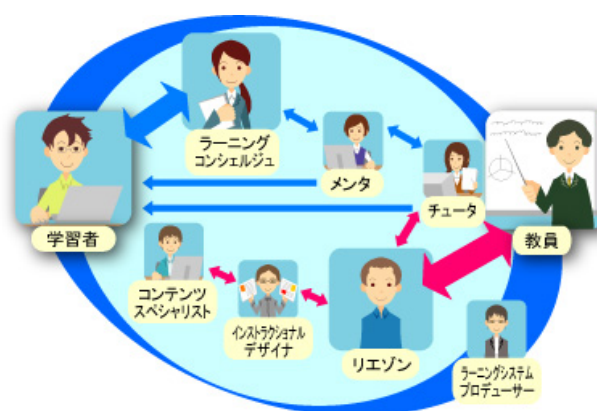 ラーニング
コンシェルジュ
メンタ
チュータ
学習者
教員
コンテンツ
スペシャリスト
インストラクショナル
デザイナ
リエゾン
ラーニングシステム
プロデューサー